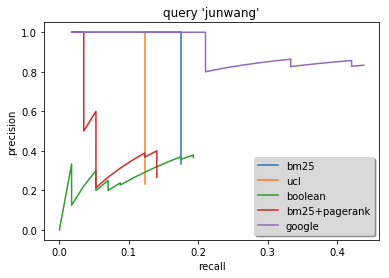 query 'junwang'
1.0
0.8
0.6
0.4
0.2
0.0
precision
bm25
ucl
boolean
bm25+pagerank
google
0.0 0.1 0.2 0.3 0.4
recall